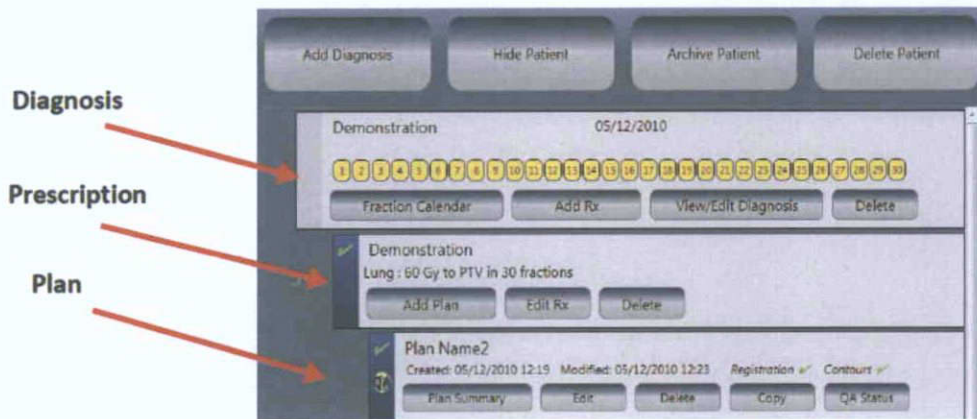 Add Diagnosis Hide Patient Archive Patient Delete Patient
Diagnosis
Demonstration 05/12/2010
1 2 3 4 5 6 7 8 9 10 11 12 13 14 15 16 17 18 19 20 21 22 23 24 25 26 27 28 29 30
Fraction Calendar Add Rx View/Edit Diagnosis Delete
Prescription
Demonstration
Lung : 60 Gy to PTV in 30 fractions
Add Plan Edit Rx Delete
Plan
Plan Name2
Created: 05/12/2010 12:19 Modified: 05/12/2010 12:23 Registration ✓ Contours ✓
Plan Summary Edit Delete Copy QA Status